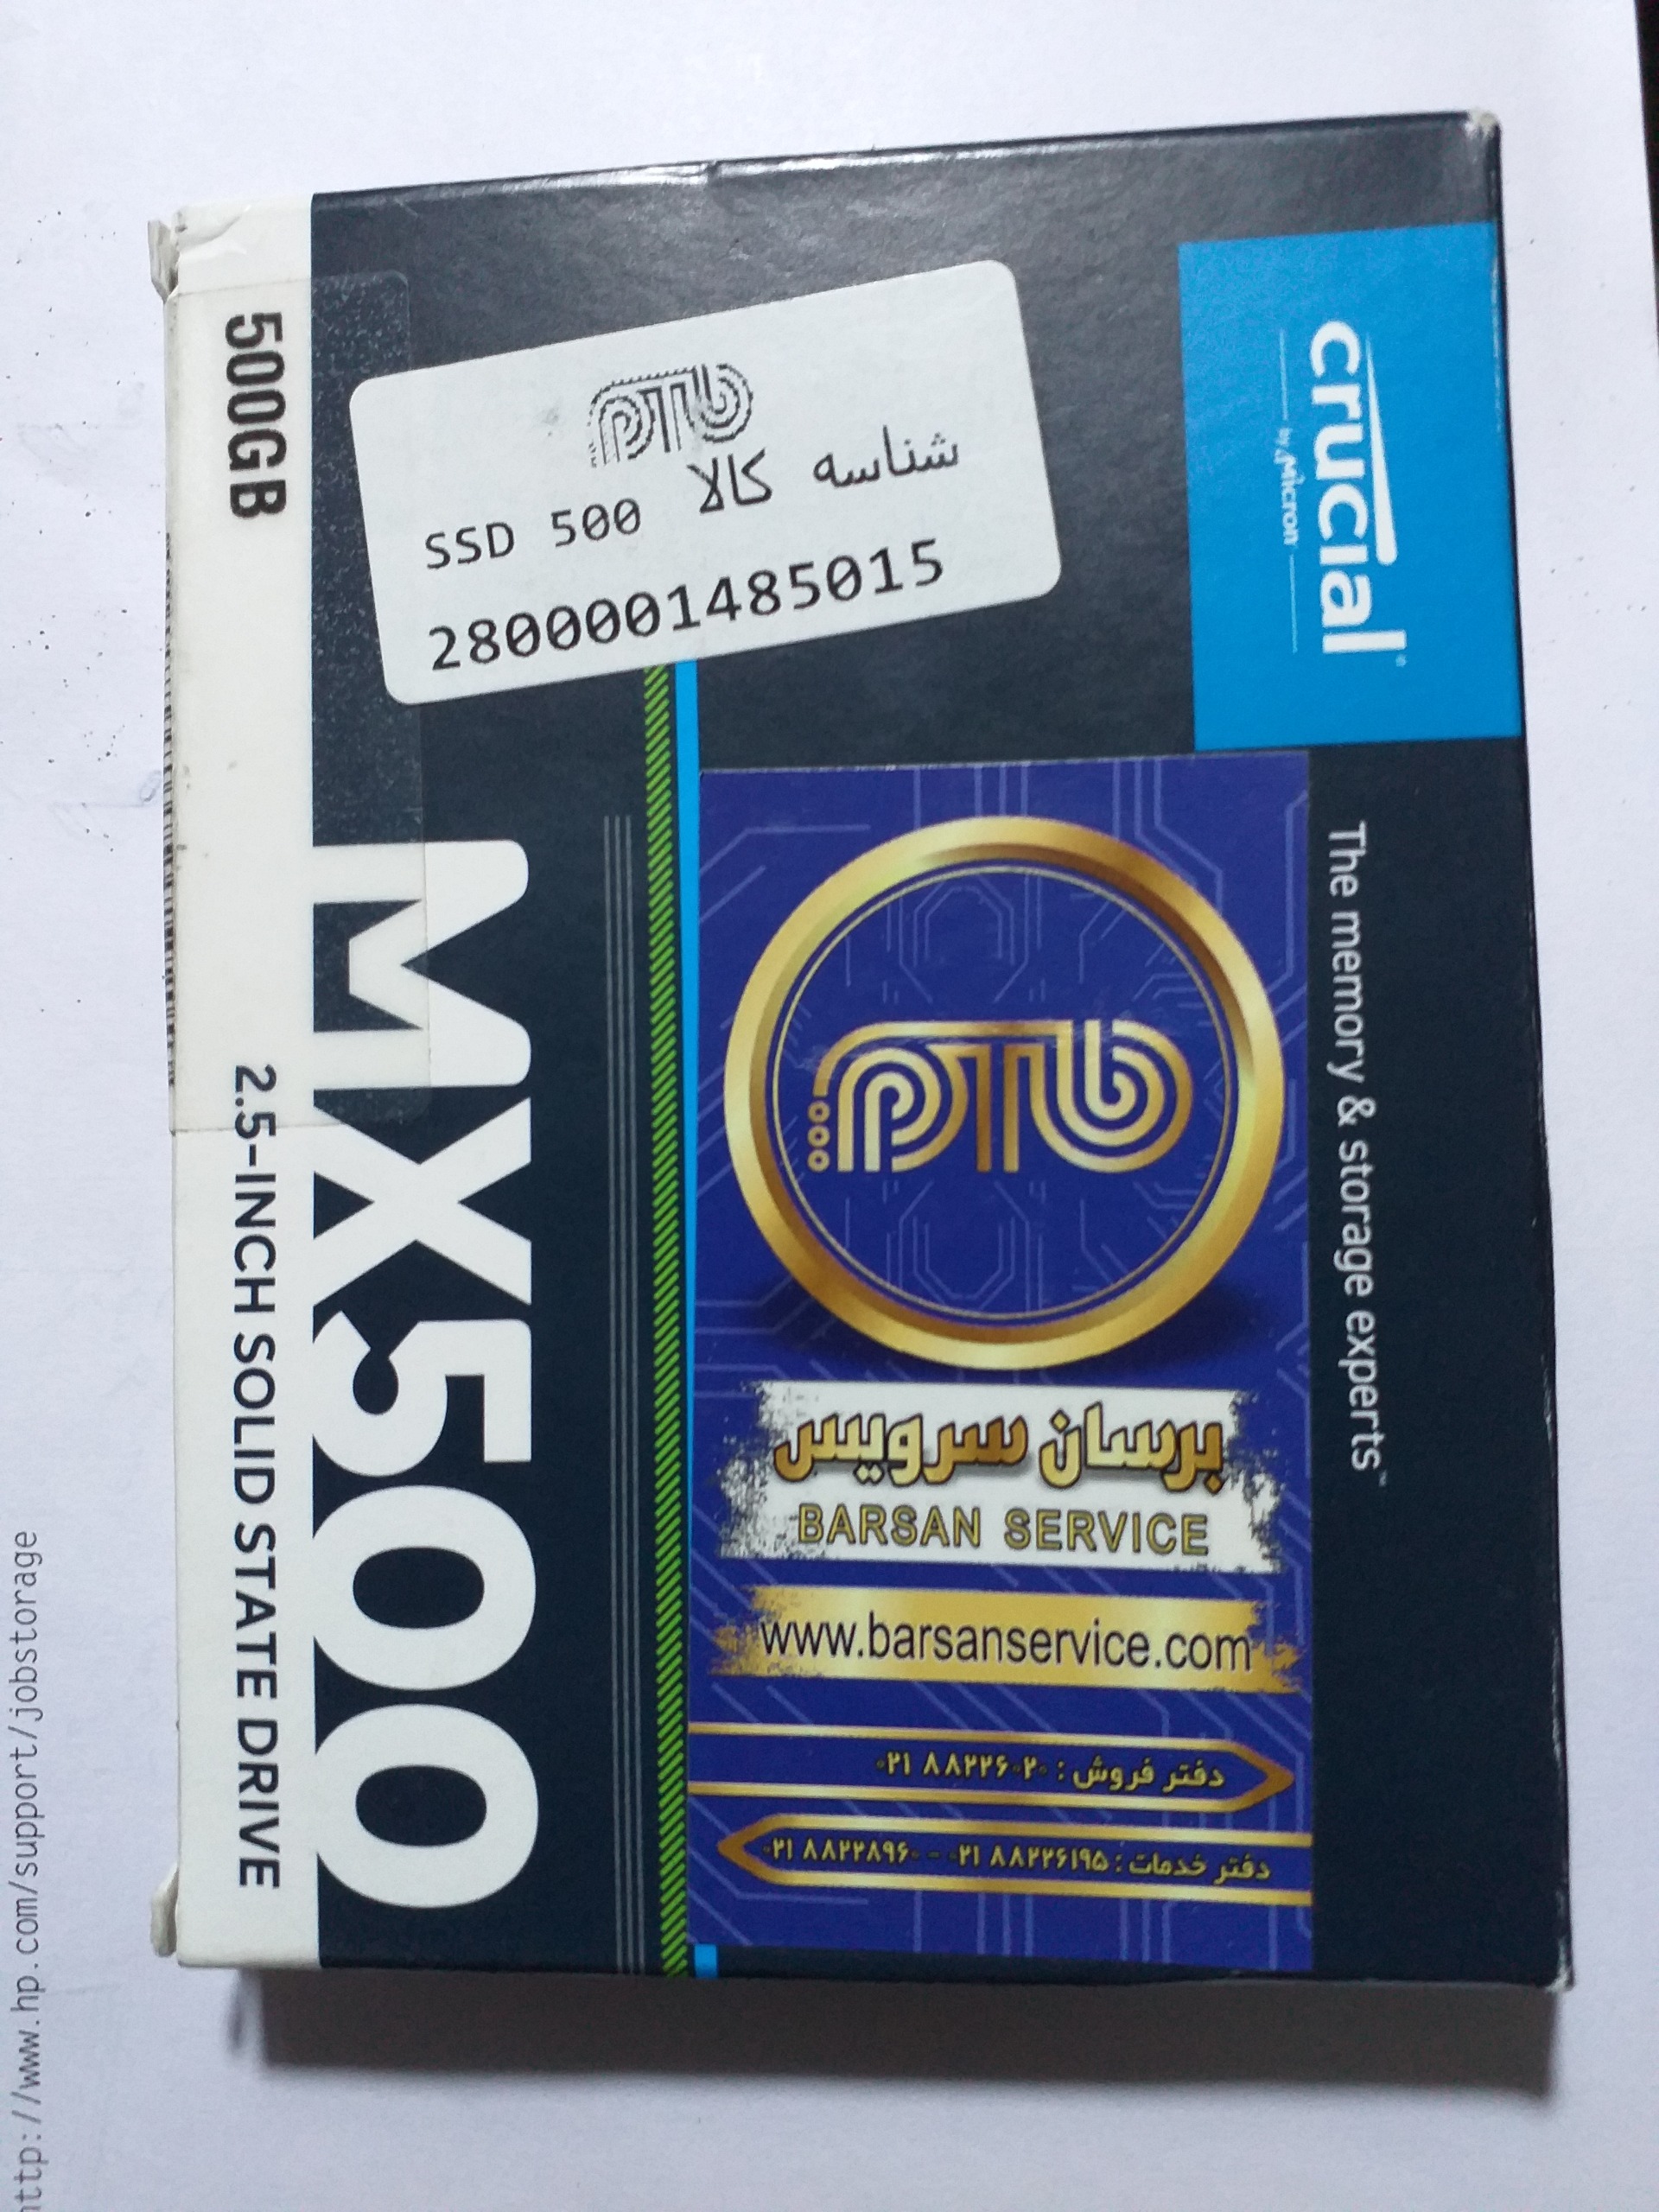 crucial
by Micron
The memory & storage experts™
شناسه کالا
SSD 500
2800001485015
برسان سرویس
BARSAN SERVICE
www.barsanservice.com
دفتر فروش : ۰۲۱ ۸۸۲۲۶۰۲۰
دفتر خدمات : ۰۲۱ ۸۸۲۲۶۱۹۵ - ۰۲۱ ۸۸۲۲۸۹۶۰
MX500
500GB
2.5-INCH SOLID STATE DRIVE
http://www.hp.com/support/jobstorage